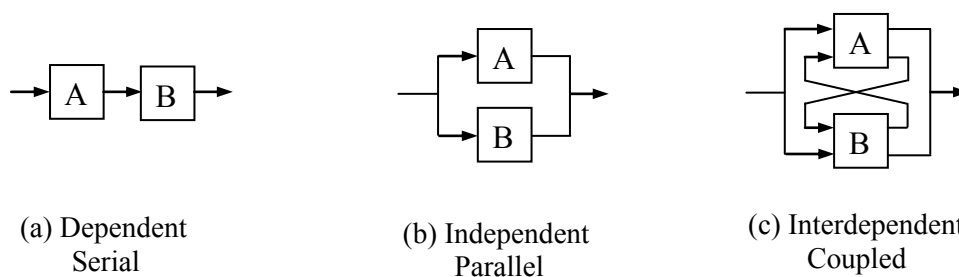 A
B
(a) Dependent
Serial
A
B
(b) Independent
Parallel
A
B
(c) Interdependent
Coupled